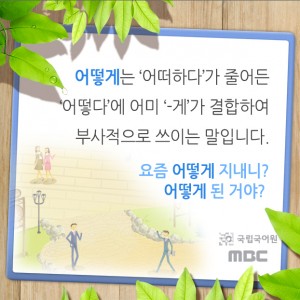 어떻게는 ‘어떠하다’가 줄어든
‘어떻다’에 어미 ‘-게’가 결합하여
부사적으로 쓰이는 말입니다.
요즘 어떻게 지내니?
어떻게 된 거야?
국립국어원
MBC